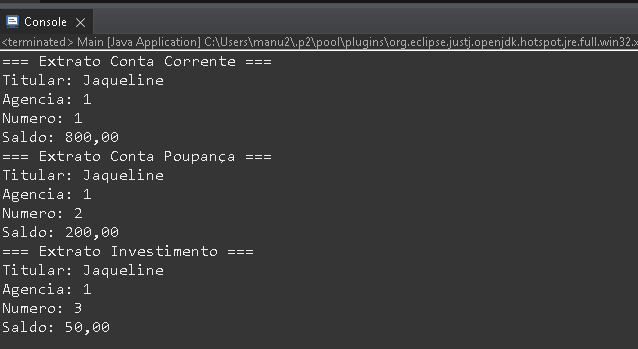 Console
<terminated> Main [Java Application] C:\Users\manu2\.p2\pool\plugins\org.eclipse.justj.openjdk.hotspot.jre.full.win32.x
=== Extrato Conta Corrente ===
Titular: Jaqueline
Agencia: 1
Numero: 1
Saldo: 800,00
=== Extrato Conta Poupança ===
Titular: Jaqueline
Agencia: 1
Numero: 2
Saldo: 200,00
=== Extrato Investimento ===
Titular: Jaqueline
Agencia: 1
Numero: 3
Saldo: 50,00